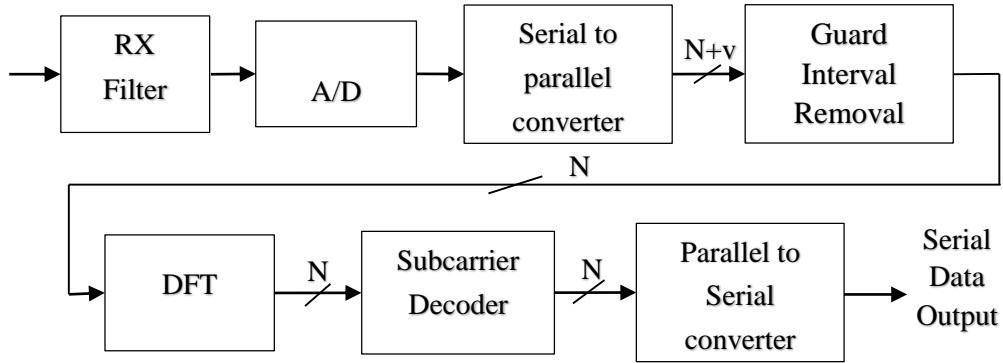 RX
Filter
A/D
Serial to
parallel
converter
N+v
Guard
Interval
Removal
N
DFT
N
Subcarrier
Decoder
N
Parallel to
Serial
converter
Serial
Data
Output